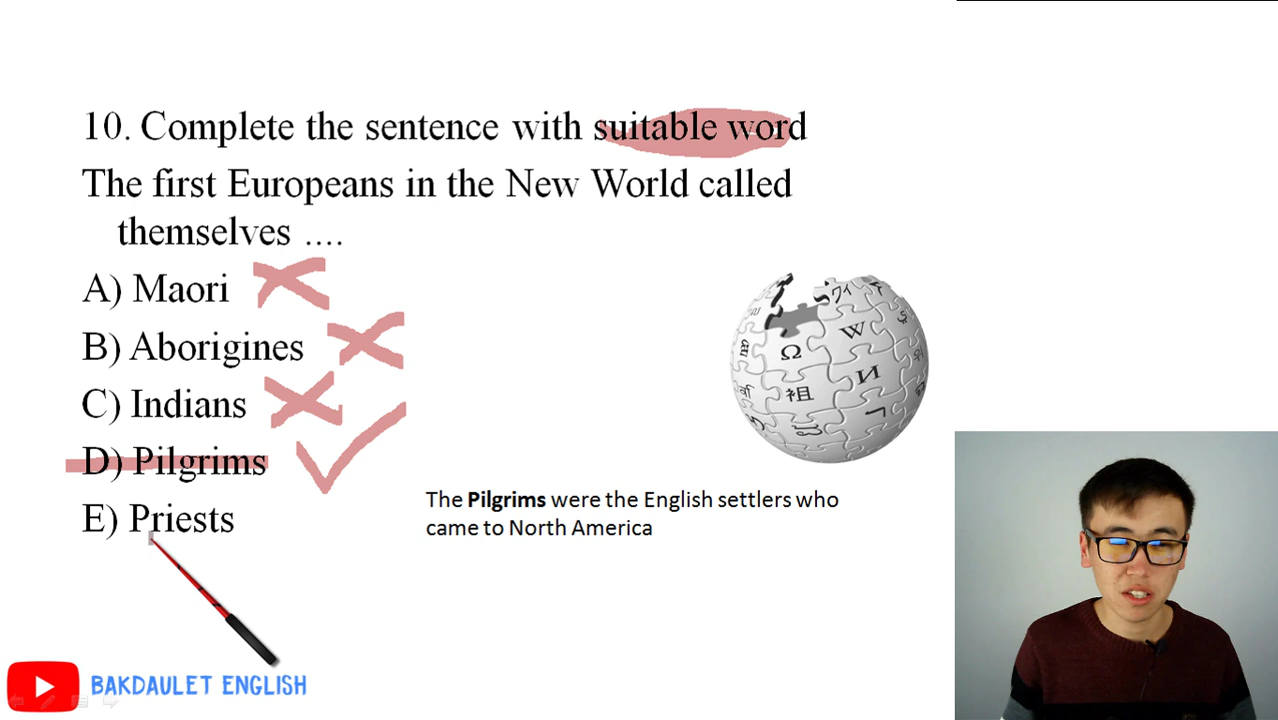 10. Complete the sentence with suitable word
The first Europeans in the New World called
themselves ....
A) Maori
B) Aborigines
C) Indians
D) Pilgrims
E) Priests
Ω
W
И
祖
The Pilgrims were the English settlers who
came to North America
BAKDAULET ENGLISH